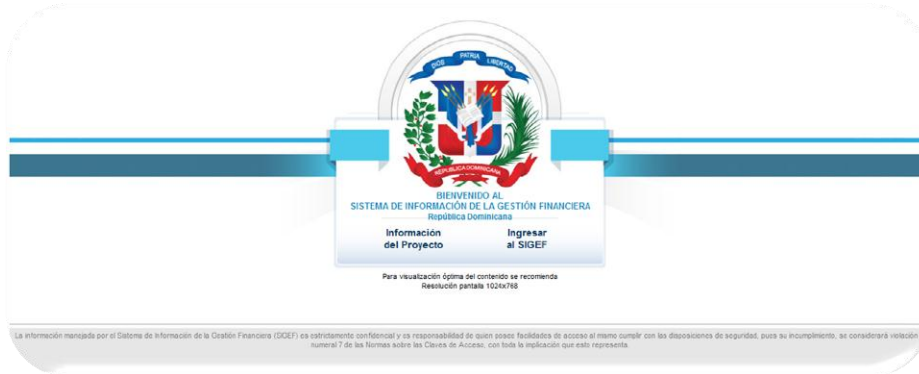 DIOS PATRIA LIBERTAD
REPUBLICA DOMINICANA
BIENVENIDO AL
SISTEMA DE INFORMACIÓN DE LA GESTIÓN FINANCIERA
República Dominicana
Información
del Proyecto
Ingresar
al SIGEF
Para visualización óptima del contenido se recomienda
Resolución pantalla 1024x768
La información manejada por el Sistema de Información de la Gestión Financiera (SIGEF) es estrictamente confidencial y es responsabilidad de quien posee facilidades de acceso al mismo cumplir con las disposiciones de seguridad, pues su incumplimiento, se considerará violación
numeral 7 de las Normas sobre las Claves de Acceso, con toda la implicación que esto representa.